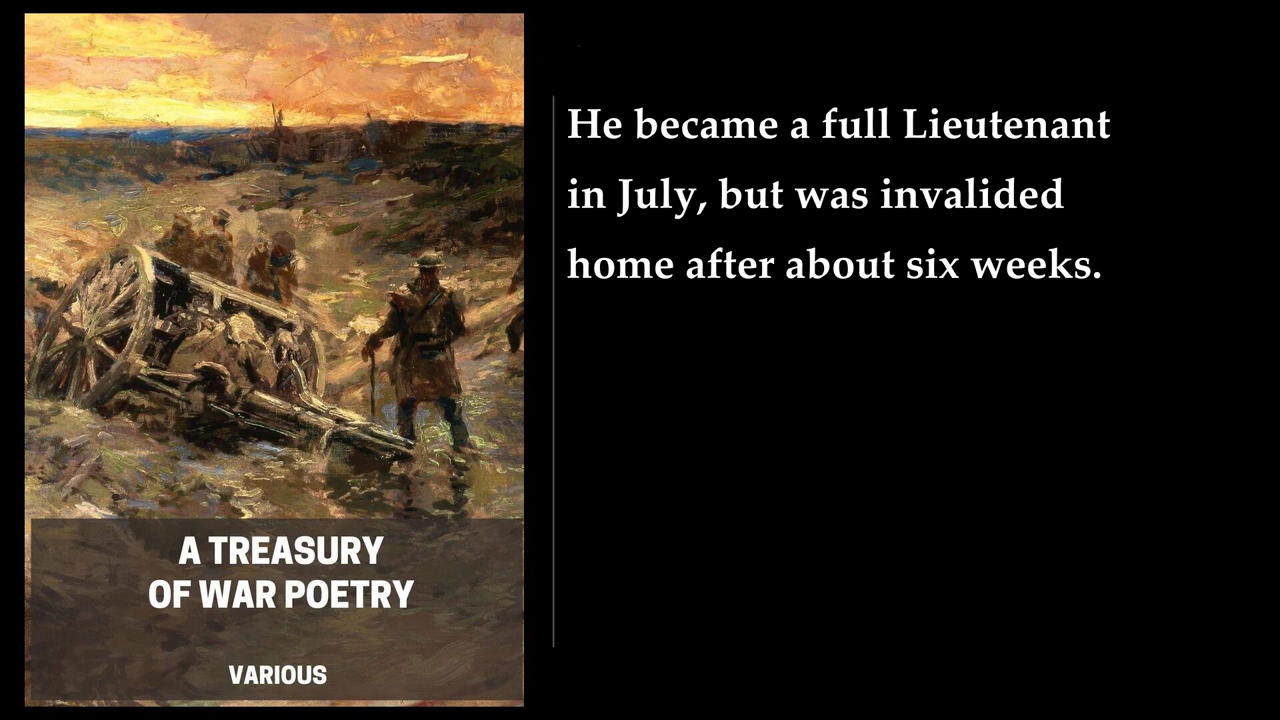 He became a full Lieutenant
in July, but was invalided
home after about six weeks.
A TREASURY
OF WAR POETRY
VARIOUS